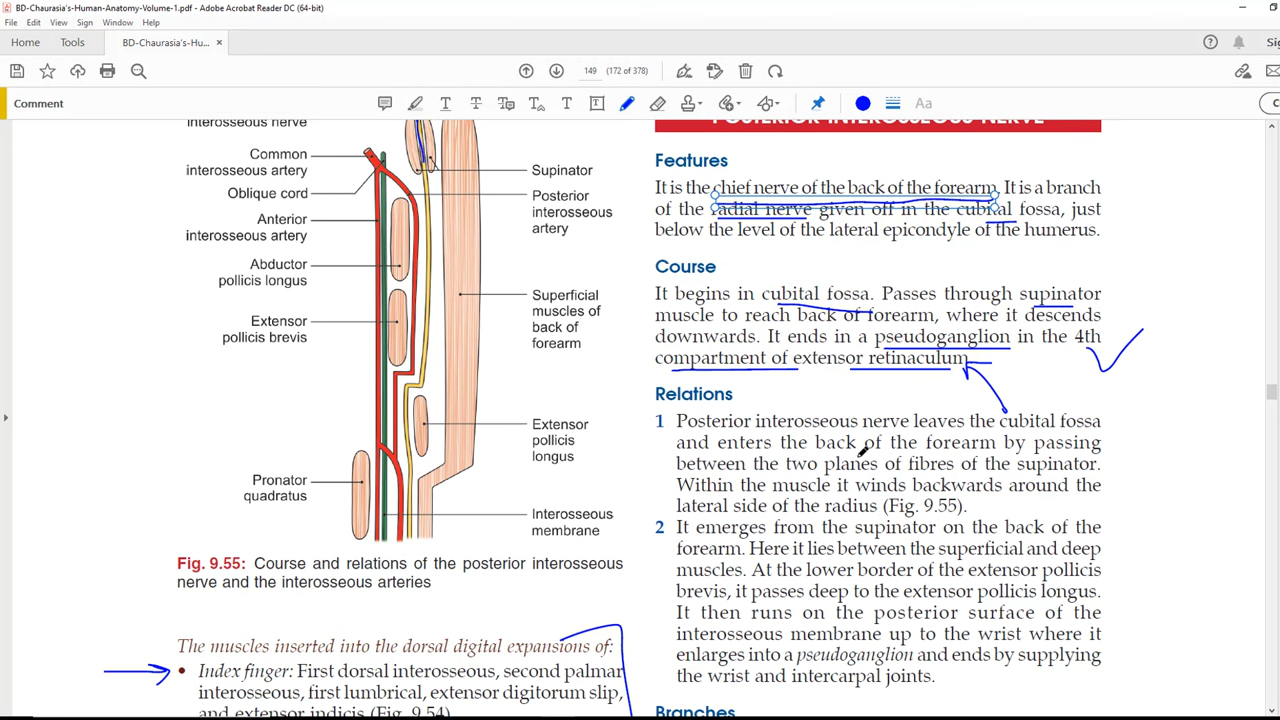 BD-Chaurasia's-Human-Anatomy-Volume-1.pdf - Adobe Acrobat Reader DC (64-bit)
File Edit View Sign Window Help
Home Tools BD-Chaurasia's-Hu... ×
149 (172 of 378)
Comment
interosseous nerve
Common
interosseous artery
Oblique cord
Anterior
interosseous artery
Abductor
pollicis longus
Extensor
pollicis brevis
Pronator
quadratus
Supinator
Posterior
interosseous
artery
Superficial
muscles of
back of
forearm
Extensor
pollicis
longus
Interosseous
membrane
Fig. 9.55: Course and relations of the posterior interosseous
nerve and the interosseous arteries
The muscles inserted into the dorsal digital expansions of:
• Index finger: First dorsal interosseous, second palmar
interosseous, first lumbrical, extensor digitorum slip,
and extensor indicis (Fig. 9.54)
POSTERIOR INTEROSSEOUS NERVE
Features
It is the chief nerve of the back of the forearm. It is a branch
of the radial nerve given off in the cubital fossa, just
below the level of the lateral epicondyle of the humerus.
Course
It begins in cubital fossa. Passes through supinator
muscle to reach back of forearm, where it descends
downwards. It ends in a pseudoganglion in the 4th
compartment of extensor retinaculum.
Relations
1 Posterior interosseous nerve leaves the cubital fossa
and enters the back of the forearm by passing
between the two planes of fibres of the supinator.
Within the muscle it winds backwards around the
lateral side of the radius (Fig. 9.55).
2 It emerges from the supinator on the back of the
forearm. Here it lies between the superficial and deep
muscles. At the lower border of the extensor pollicis
brevis, it passes deep to the extensor pollicis longus.
It then runs on the posterior surface of the
interosseous membrane up to the wrist where it
enlarges into a pseudoganglion and ends by supplying
the wrist and intercarpal joints.
Branches